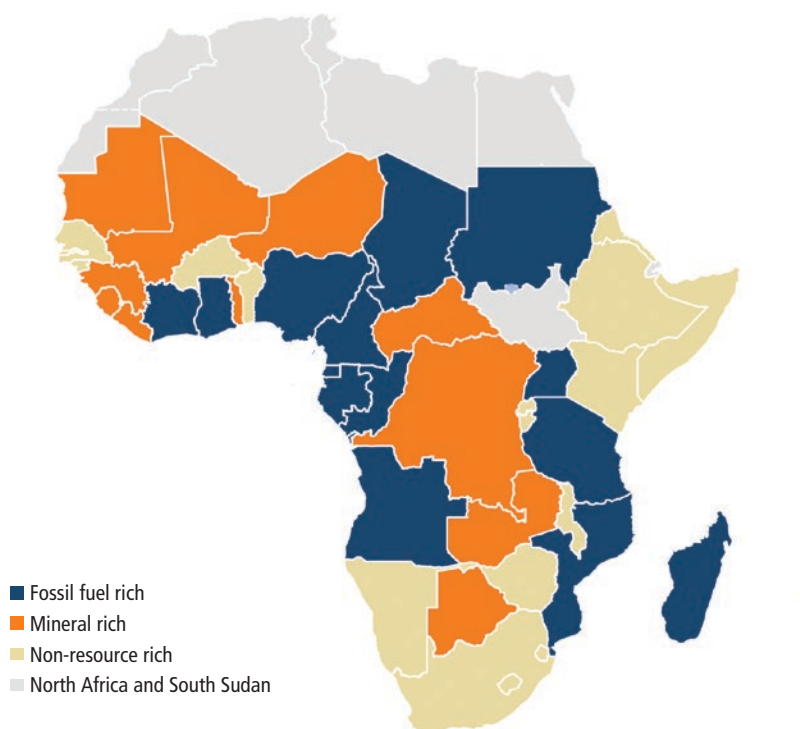 Fossil fuel rich
Mineral rich
Non-resource rich
North Africa and South Sudan